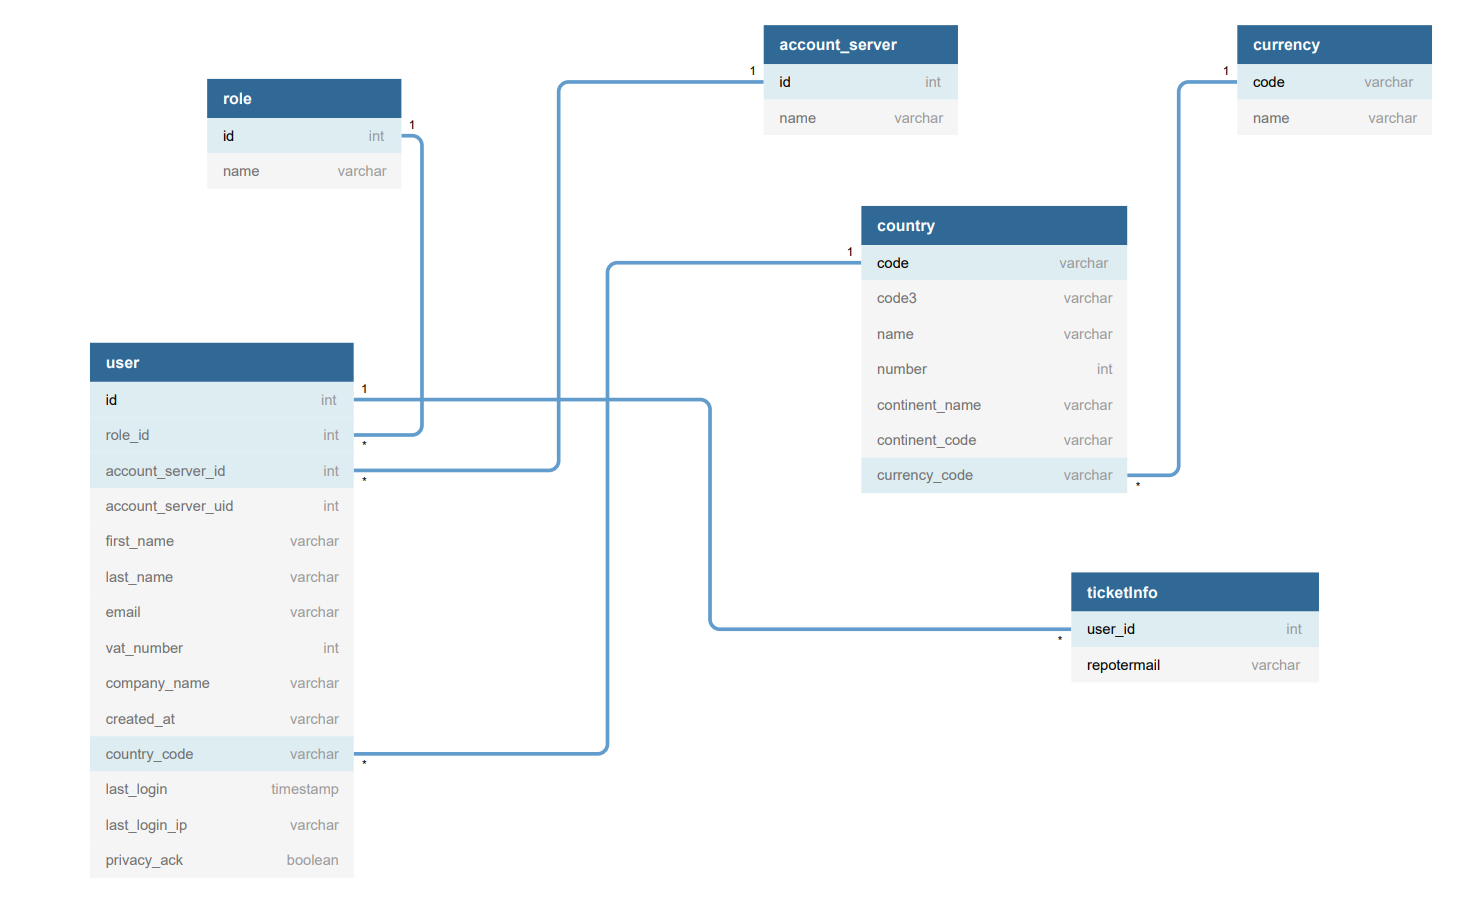 role
id int
name varchar
account_server
id int
name varchar
currency
code varchar
name varchar
country
code varchar
code3 varchar
name varchar
number int
continent_name varchar
continent_code varchar
currency_code varchar
user
id int
role_id int
account_server_id int
account_server_uid int
first_name varchar
last_name varchar
email varchar
vat_number int
company_name varchar
created_at varchar
country_code varchar
last_login timestamp
last_login_ip varchar
privacy_ack boolean
ticketInfo
user_id int
repotermail varchar
1
1
1
1
1
*
*
*
*
*